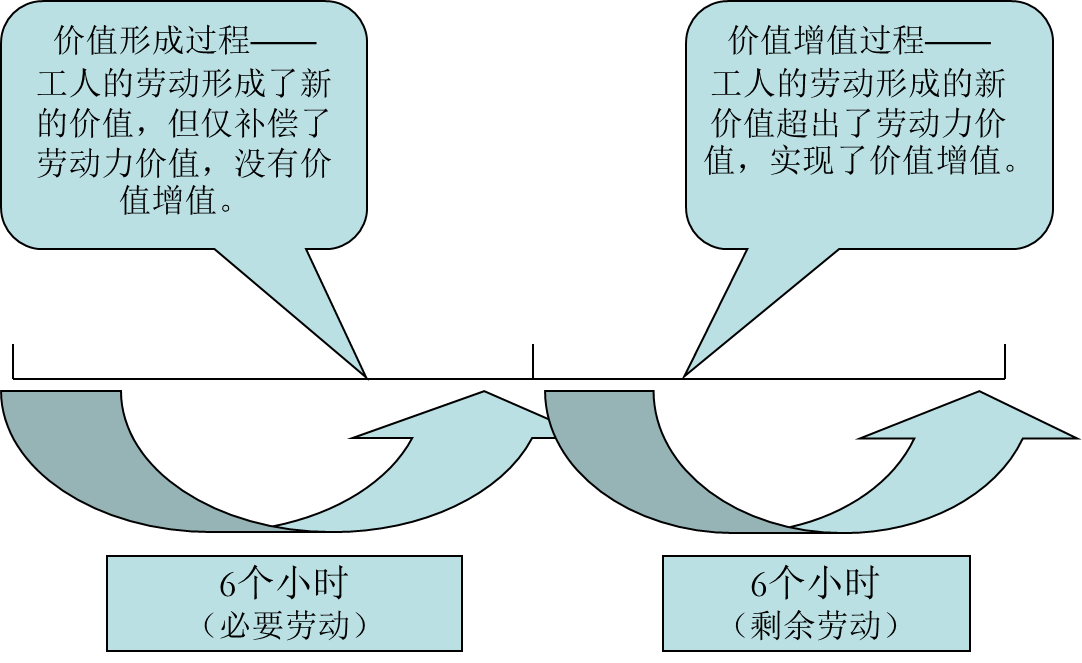 价值形成过程——
工人的劳动形成了新
的价值，但仅补偿了
劳动力价值，没有价
值增值。
价值增值过程——
工人的劳动形成的新
价值超出了劳动力价
值，实现了价值增值。
6个小时
（必要劳动）
6个小时
（剩余劳动）